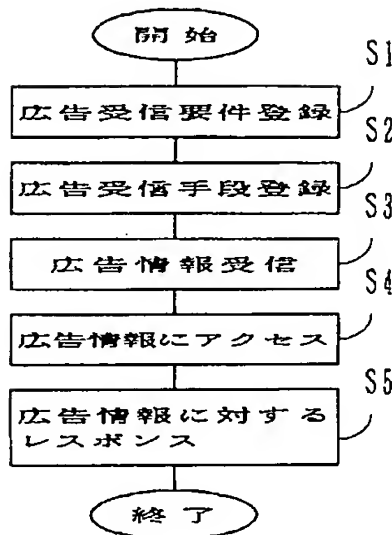 開始
S1
広告受信要件登録
S2
広告受信手段登録
S3
広告情報受信
S4
広告情報にアクセス
S5
広告情報に対する
レスポンス
終了